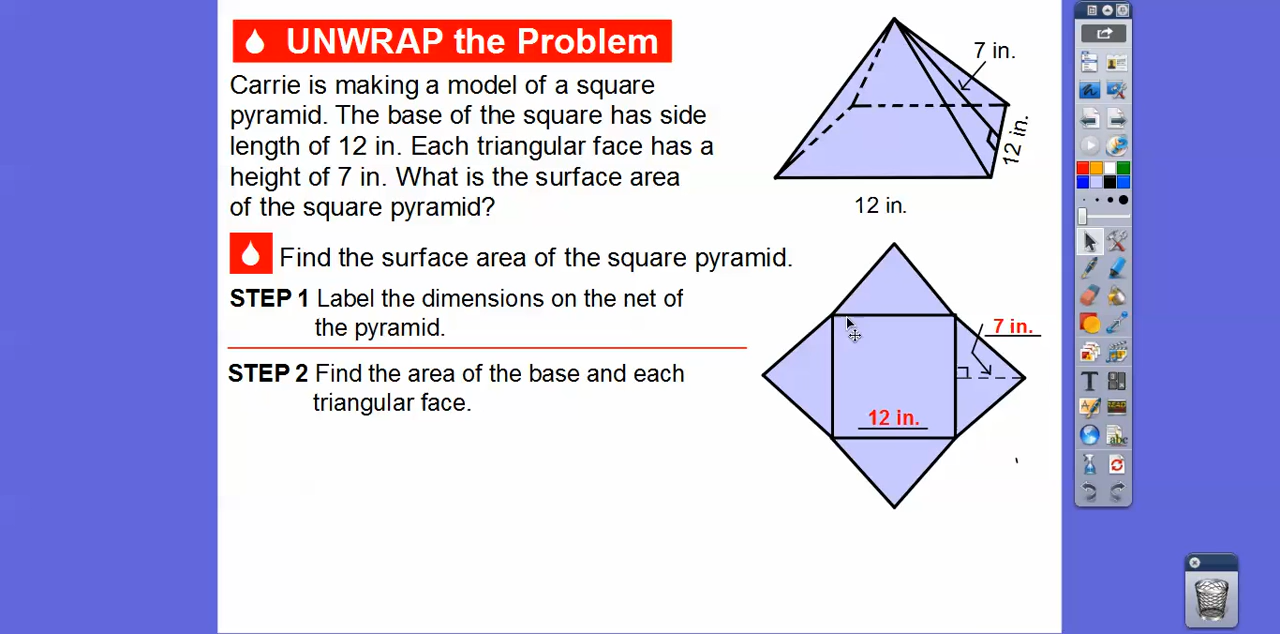 UNWRAP the Problem
Carrie is making a model of a square
pyramid. The base of the square has side
length of 12 in. Each triangular face has a
height of 7 in. What is the surface area
of the square pyramid?
7 in.
12 in.
12 in.
Find the surface area of the square pyramid.
STEP 1 Label the dimensions on the net of
the pyramid.
7 in.
12 in.
STEP 2 Find the area of the base and each
triangular face.
T
abc